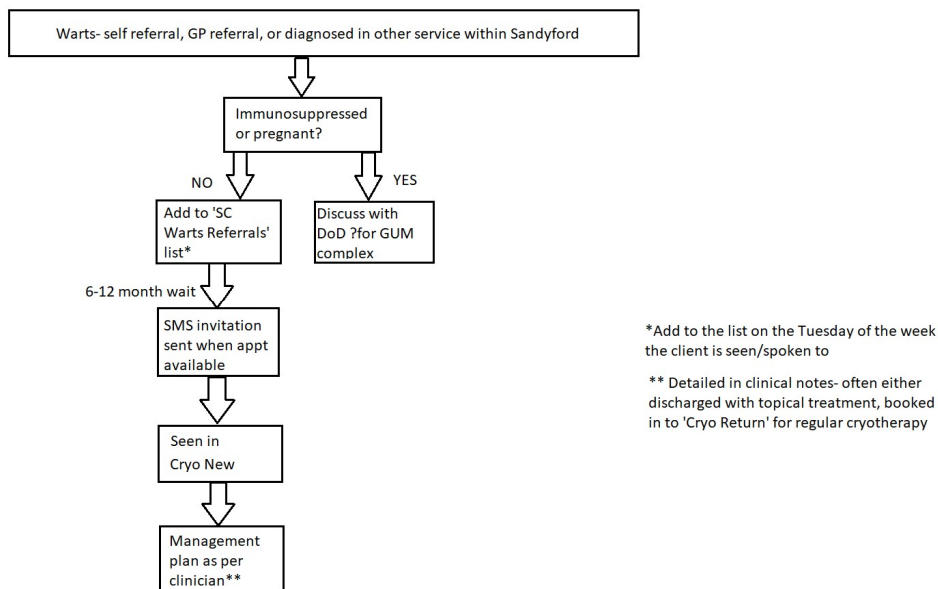 Warts- self referral, GP referral, or diagnosed in other service within Sandyford
Immunosuppressed
or pregnant?
NO
YES
Add to 'SC
Warts Referrals'
list*
Discuss with
DoD ?for GUM
complex
6-12 month wait
SMS invitation
sent when appt
available
*Add to the list on the Tuesday of the week
the client is seen/spoken to
** Detailed in clinical notes- often either
discharged with topical treatment, booked
in to 'Cryo Return' for regular cryotherapy
Seen in
Cryo New
Management
plan as per
clinician**